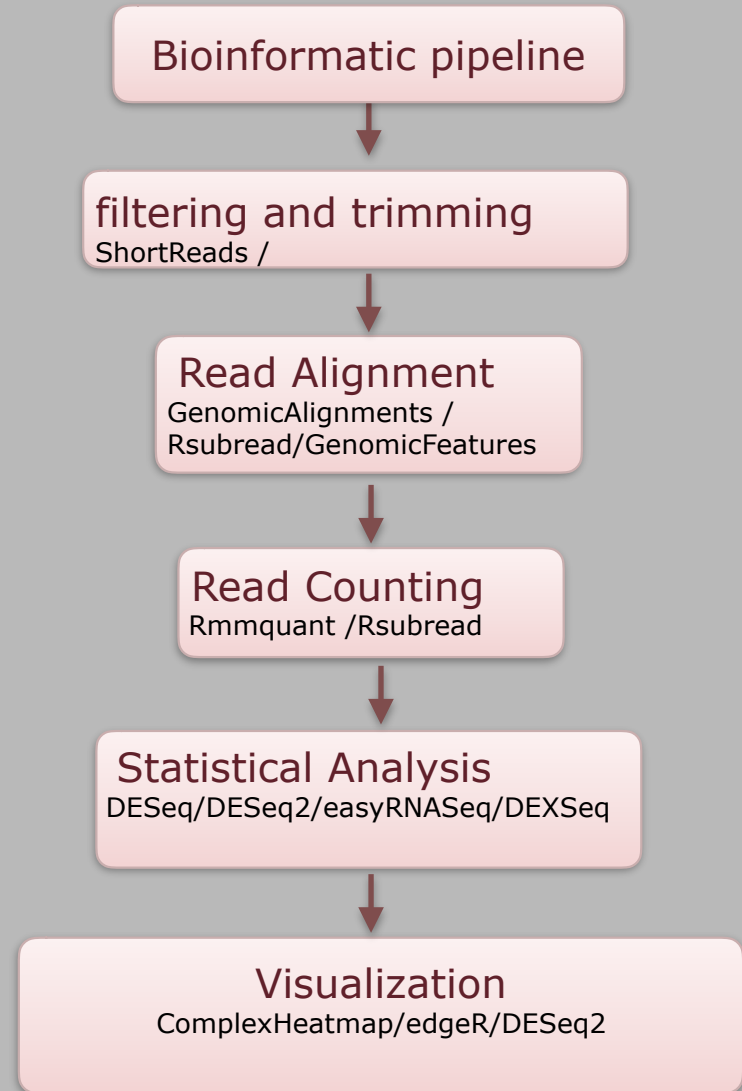 Bioinformatic pipeline
filtering and trimming
ShortReads /
Read Alignment
GenomicAlignments /
Rsubread/GenomicFeatures
Read Counting
Rmmquant /Rsubread
Statistical Analysis
DESeq/DESeq2/easyRNASeq/DEXSeq
Visualization
ComplexHeatmap/edgeR/DESeq2